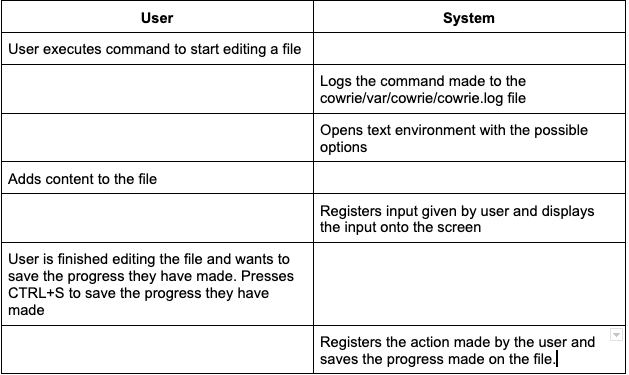 User System
User executes command to start editing a file
Logs the command made to the
cowrie/var/cowrie/cowrie.log file
Opens text environment with the possible
options
Adds content to the file
Registers input given by user and displays
the input onto the screen
User is finished editing the file and wants to
save the progress they have made. Presses
CTRL+S to save the progress they have
made
Registers the action made by the user and
saves the progress made on the file.